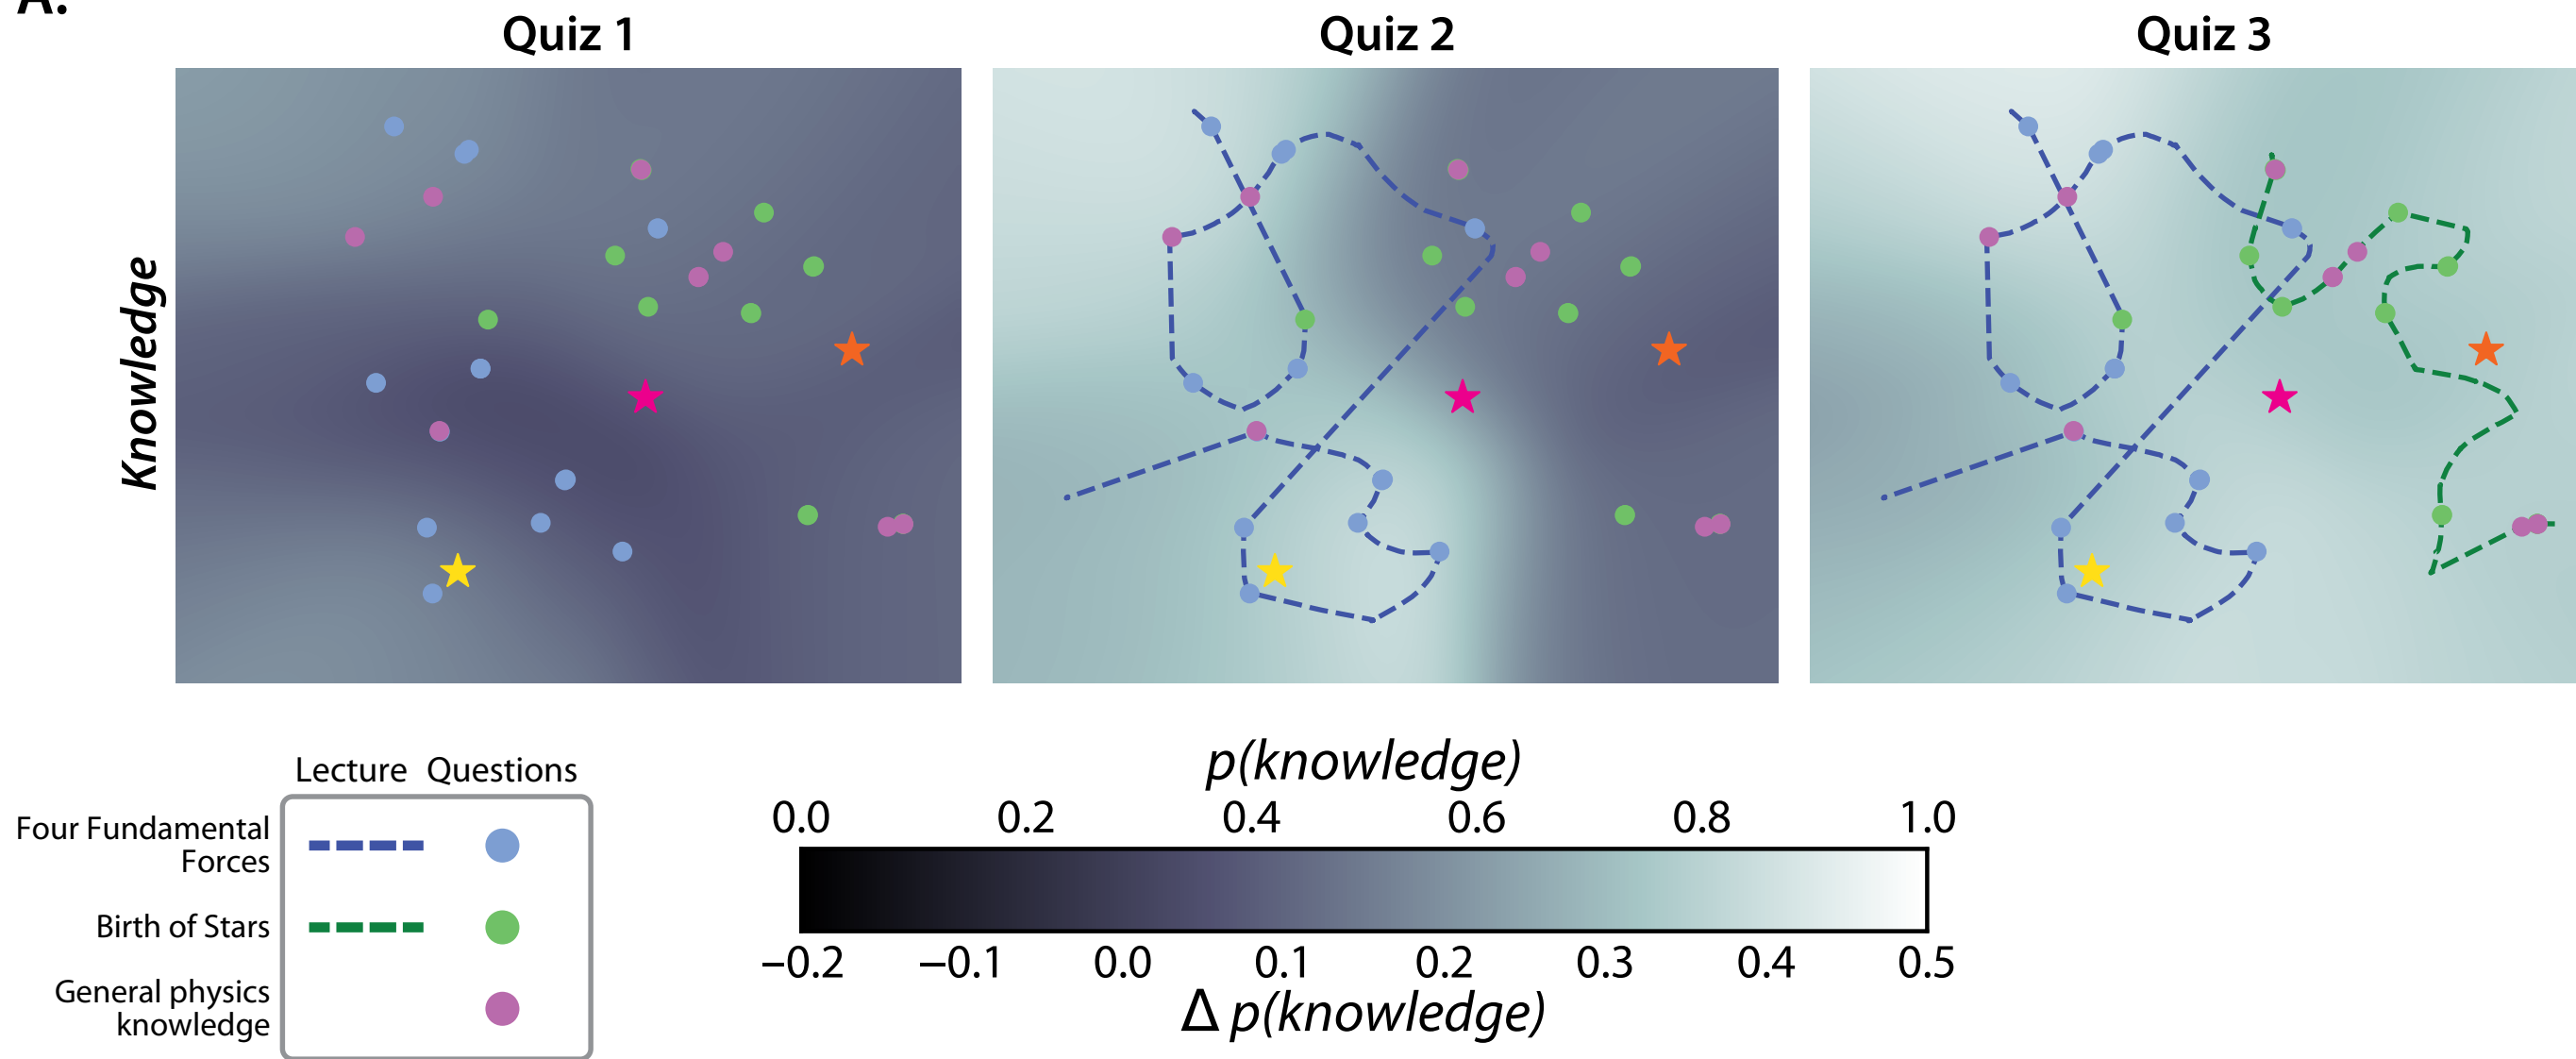 A.
Quiz 1
Quiz 2
Quiz 3
Knowledge
Lecture Questions
Four Fundamental
Forces
Birth of Stars
General physics
knowledge
p(knowledge)
0.0 0.2 0.4 0.6 0.8 1.0
−0.2 −0.1 0.0 0.1 0.2 0.3 0.4 0.5
Δ p(knowledge)